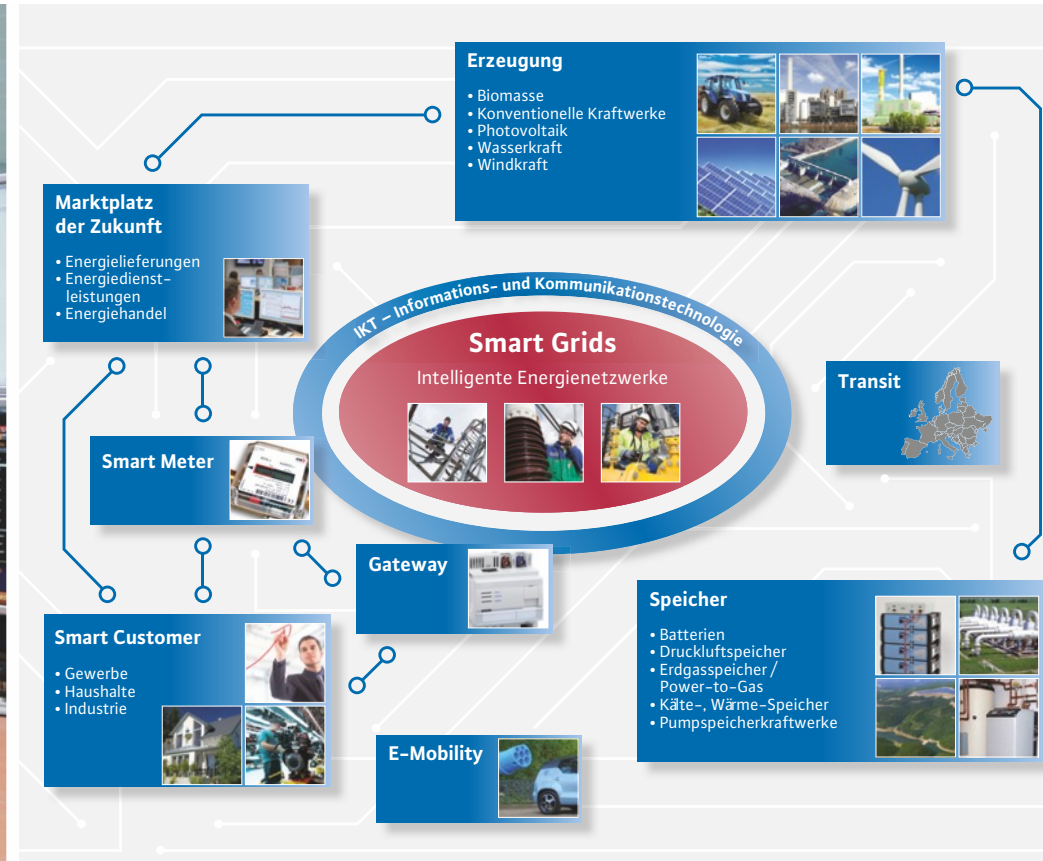 Erzeugung
• Biomasse
• Konventionelle Kraftwerke
• Photovoltaik
• Wasserkraft
• Windkraft
Marktplatz
der Zukunft
• Energielieferungen
• Energiedienst-
leistungen
• Energiehandel
IKT – Informations- und Kommunikationstechnologie
Smart Grids
Intelligente Energienetzwerke
Transit
Smart Meter
Gateway
Speicher
• Batterien
• Druckluftspeicher
• Erdgasspeicher /
Power-to-Gas
• Kälte-, Wärme-Speicher
• Pumpspeicherkraftwerke
Smart Customer
• Gewerbe
• Haushalte
• Industrie
E-Mobility